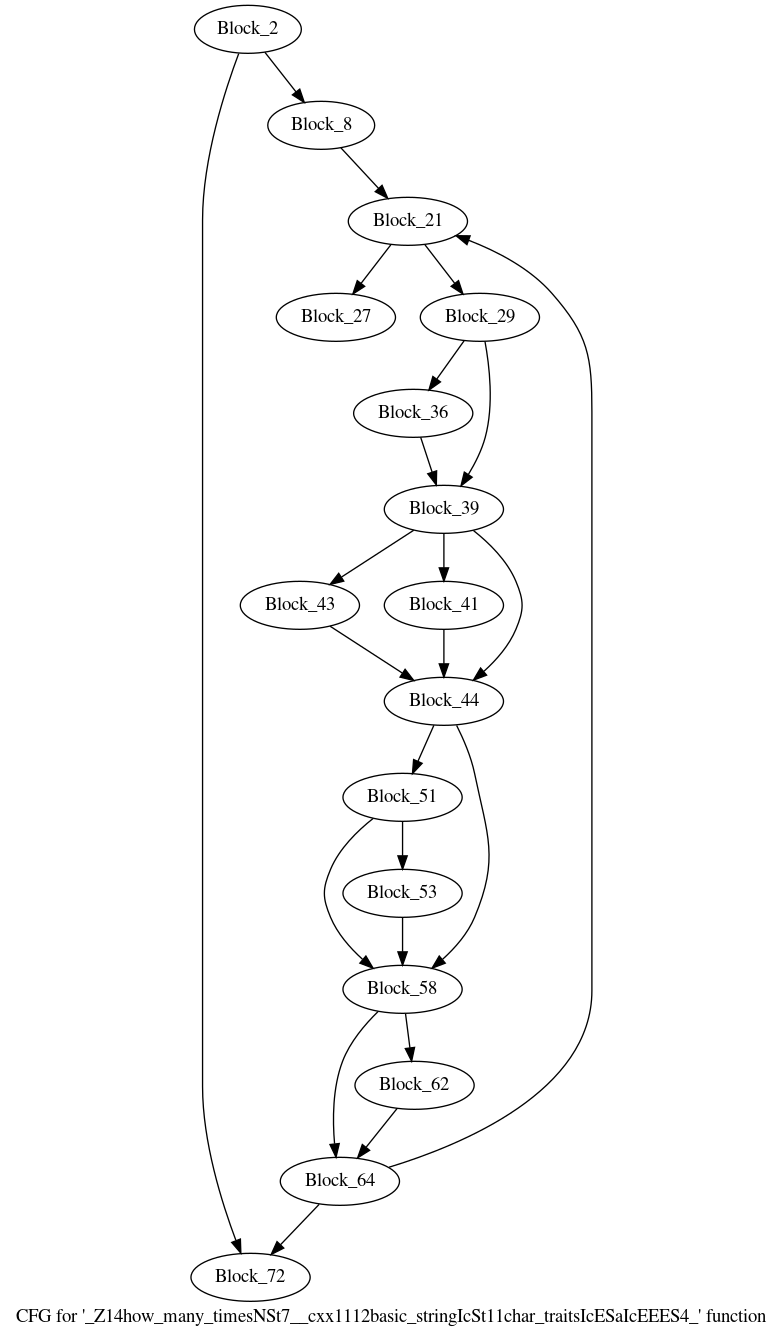 Block_2
Block_8
Block_21
Block_27
Block_29
Block_36
Block_39
Block_43
Block_41
Block_44
Block_51
Block_53
Block_58
Block_62
Block_64
Block_72
CFG for '_Z14how_many_timesNSt7__cxx1112basic_stringIcSt11char_traitsIcESaIcEEES4_' function